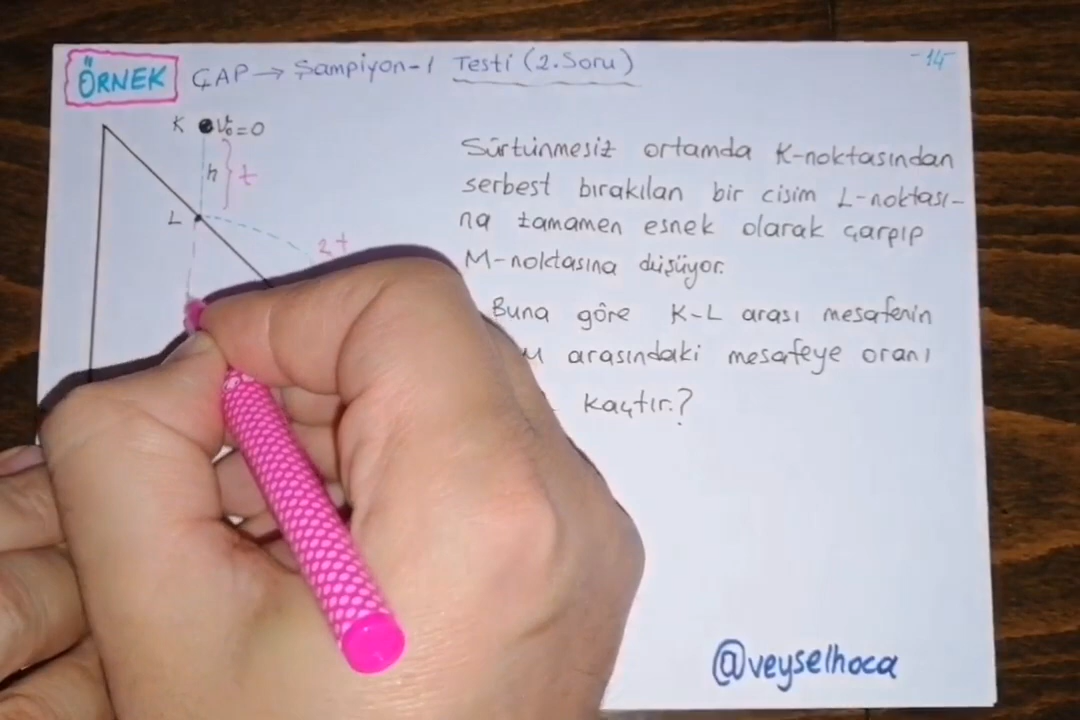 ÖRNEK ÇAP → Şampiyon-1 Testi (2.Soru)
-14-
K V₀=0
h } t
L
2t
Sürtünmesiz ortamda K-noktasından
serbest bırakılan bir cisim L-noktası-
na tamamen esnek olarak çarpıp
M-noktasına düşüyor.
Buna göre K-L arası mesafenin
arasındaki mesafeye oranı
kaçtır.?
@veyselhoca